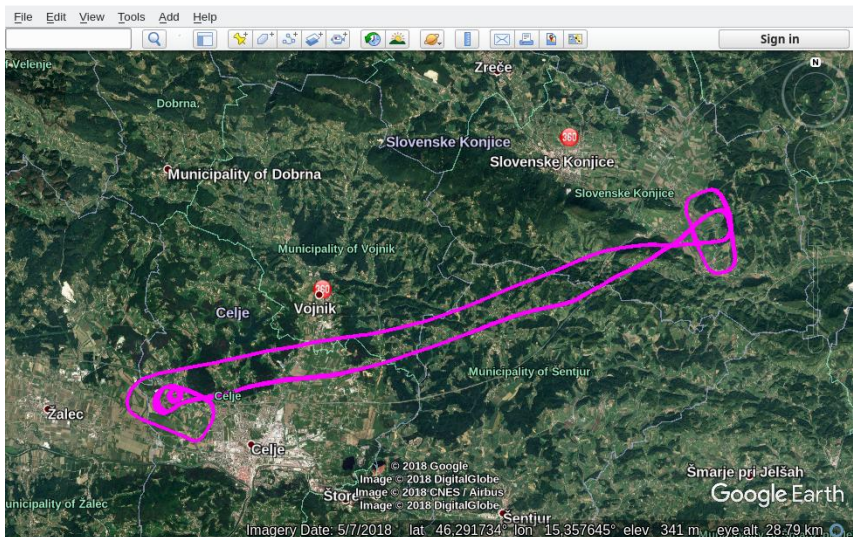 File Edit View Tools Add Help
Sign in
of Velenje
Zreče
N
Dobrna
Slovenske Konjice
360
Slovenske Konjice
Municipality of Dobrna
Slovenske Konjice
Municipality of Vojnik
360
Celje
Vojnik
Municipality of Šentjur
Celje
Žalec
Celje
© 2018 Google
Image © 2018 DigitalGlobe
Image © 2018 CNES / Airbus
Image © 2018 DigitalGlobe
Štore
Šmarje pri Jelšah
Google Earth
unicipality of Žalec
Šentjur
Imagery Date: 5/7/2018 lat 46.291734° lon 15.357645° elev 341 m eye alt 28.79 km